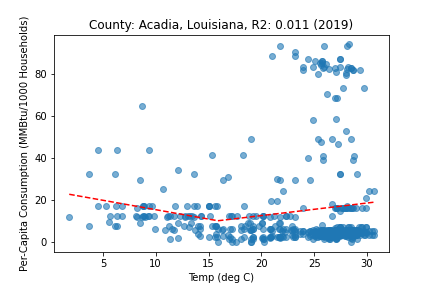 County: Acadia, Louisiana, R2: 0.011 (2019)
Per-Capita Consumption (MMBtu/1000 Households)
80
60
40
20
0
5 10 15 20 25 30
Temp (deg C)